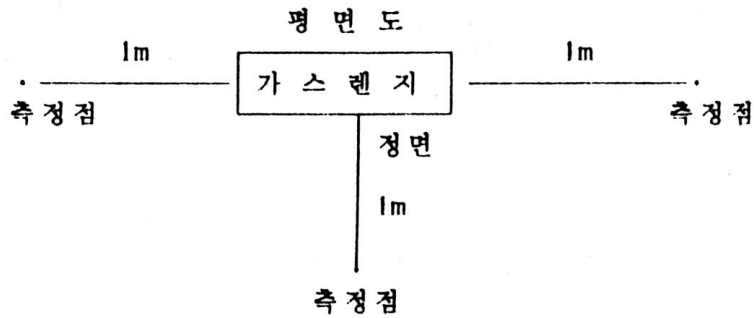 평 면 도
1m 1m
가 스 렌 지
측정점 측정점
정면
1m
측정점